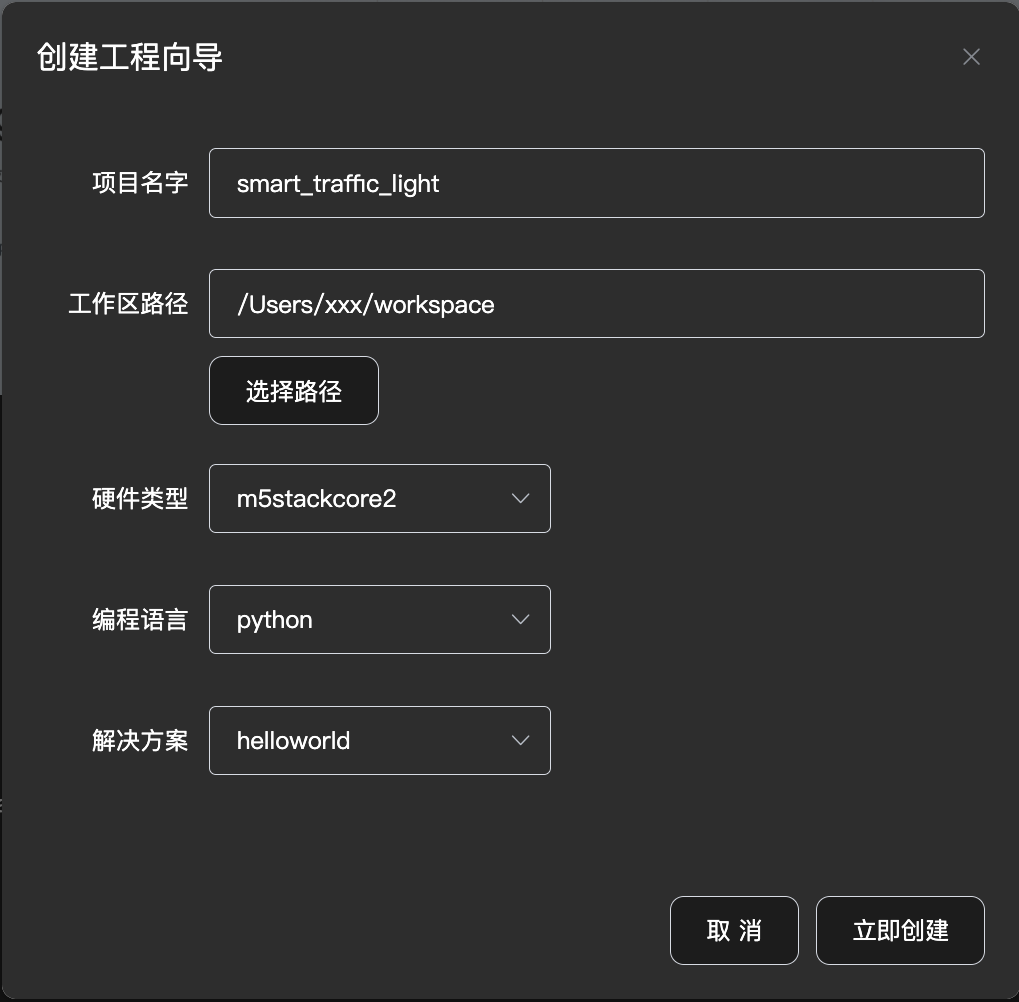 创建工程向导
项目名字 smart_traffic_light
工作区路径 /Users/xxx/workspace
选择路径
硬件类型 m5stackcore2
编程语言 python
解决方案 helloworld
取 消 立即创建